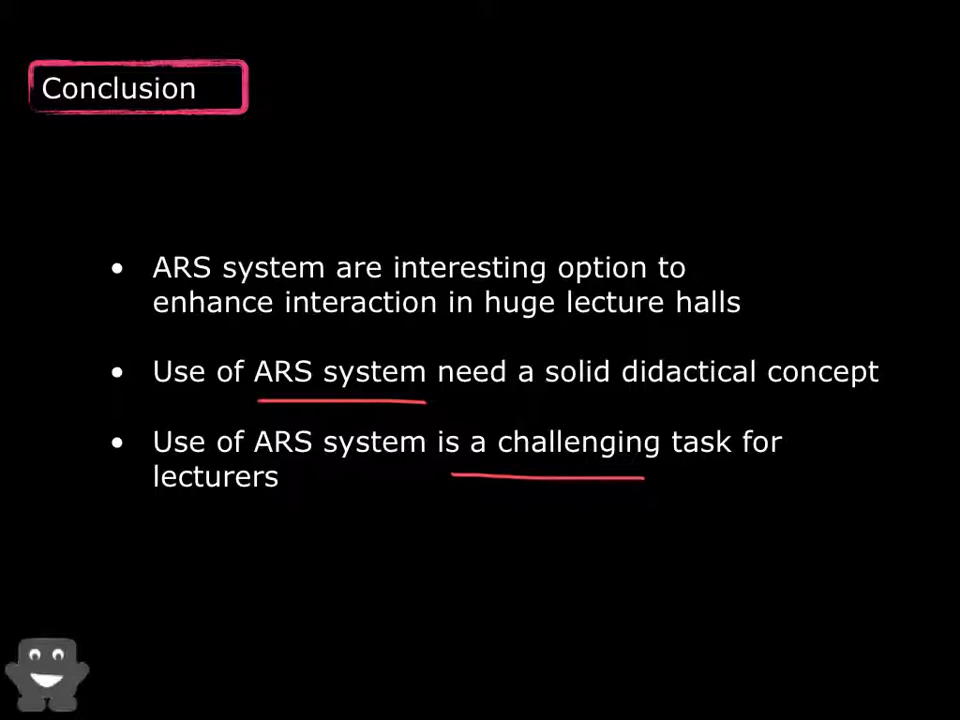 Conclusion
• ARS system are interesting option to
enhance interaction in huge lecture halls
• Use of ARS system need a solid didactical concept
• Use of ARS system is a challenging task for
lecturers